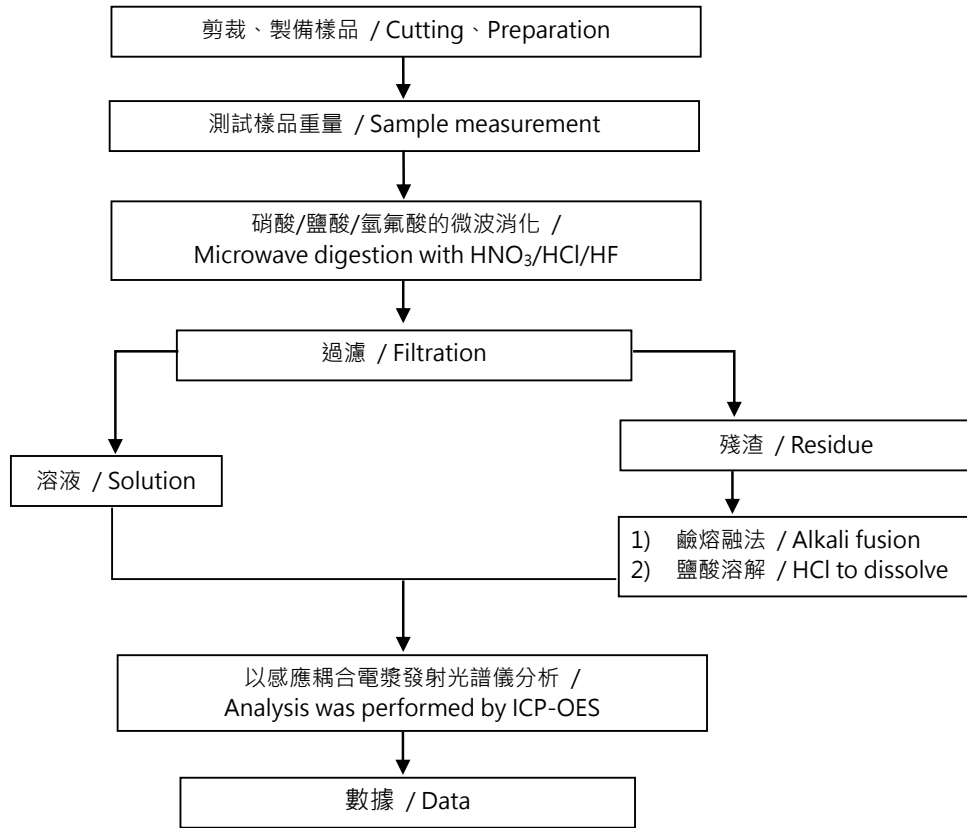 剪裁、製備樣品 / Cutting、Preparation
測試樣品重量 / Sample measurement
硝酸/鹽酸/氫氟酸的微波消化 /
Microwave digestion with HNO₃/HCl/HF
過濾 / Filtration
溶液 / Solution
殘渣 / Residue
1) 鹼熔融法 / Alkali fusion
2) 鹽酸溶解 / HCl to dissolve
以感應耦合電漿發射光譜儀分析 /
Analysis was performed by ICP-OES
數據 / Data